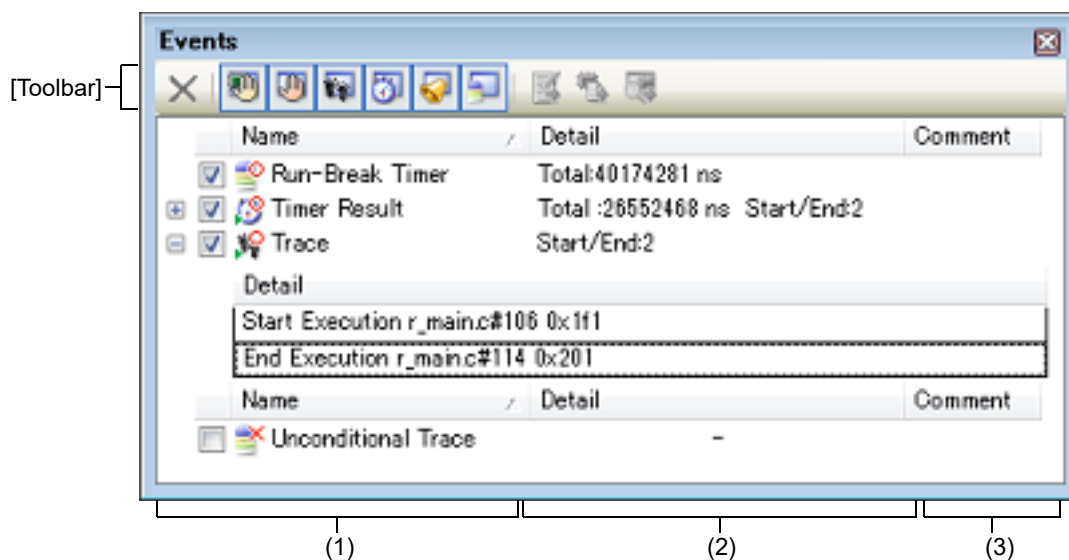 Events
[Toolbar]
Name Detail Comment
Run-Break Timer Total:40174281 ns
Timer Result Total :26552468 ns Start/End:2
Trace Start/End:2
Detail
Start Execution r_main.c#106 0x1f1
End Execution r_main.c#114 0x201
Name Detail Comment
Unconditional Trace -
(1) (2) (3)